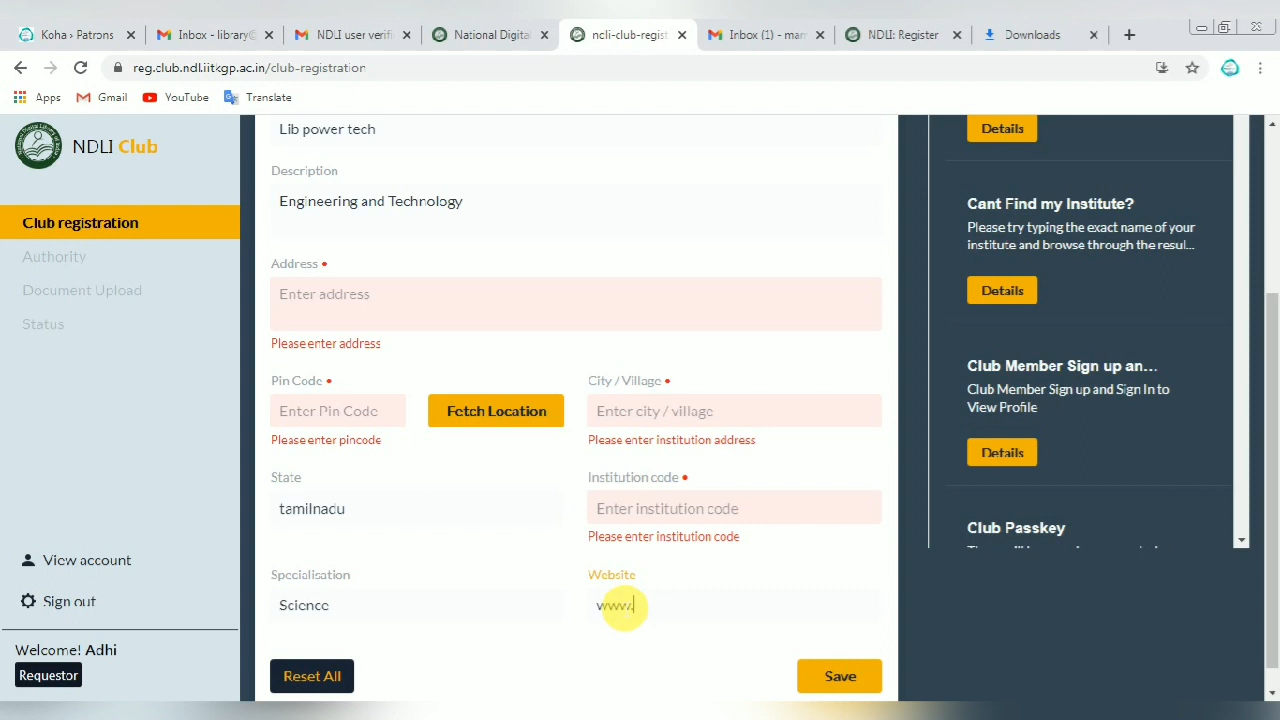 Koha › Patrons
Inbox - library@
NDLI user verifi
National Digita
ncli-club-regist
Inbox (1) - mam
NDLI: Register
Downloads
reg.club.ndl.iitkgp.ac.in/club-registration
Apps
Gmail
YouTube
Translate
NDLI Club
Club registration
Authority
Document Upload
Status
View account
Sign out
Welcome! Adhi
Requestor
Lib power tech
Description
Engineering and Technology
Address
Enter address
Please enter address
Pin Code
City / Village
Enter Pin Code
Fetch Location
Enter city / village
Please enter pincode
Please enter institution address
State
Institution code
tamilnadu
Enter institution code
Please enter institution code
Specialisation
Website
Science
www.
Reset All
Save
Details
Cant Find my Institute?
Please try typing the exact name of your
institute and browse through the resul...
Details
Club Member Sign up an...
Club Member Sign up and Sign In to
View Profile
Details
Club Passkey